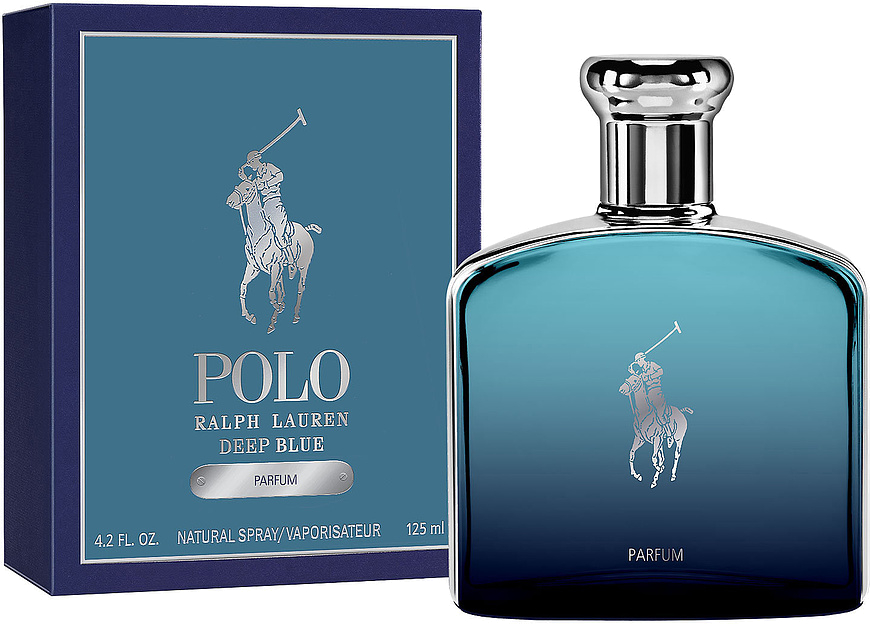 POLO
RALPH LAUREN
DEEP BLUE
PARFUM
4.2 FL. OZ. NATURAL SPRAY/VAPORISATEUR 125 ml
PARFUM